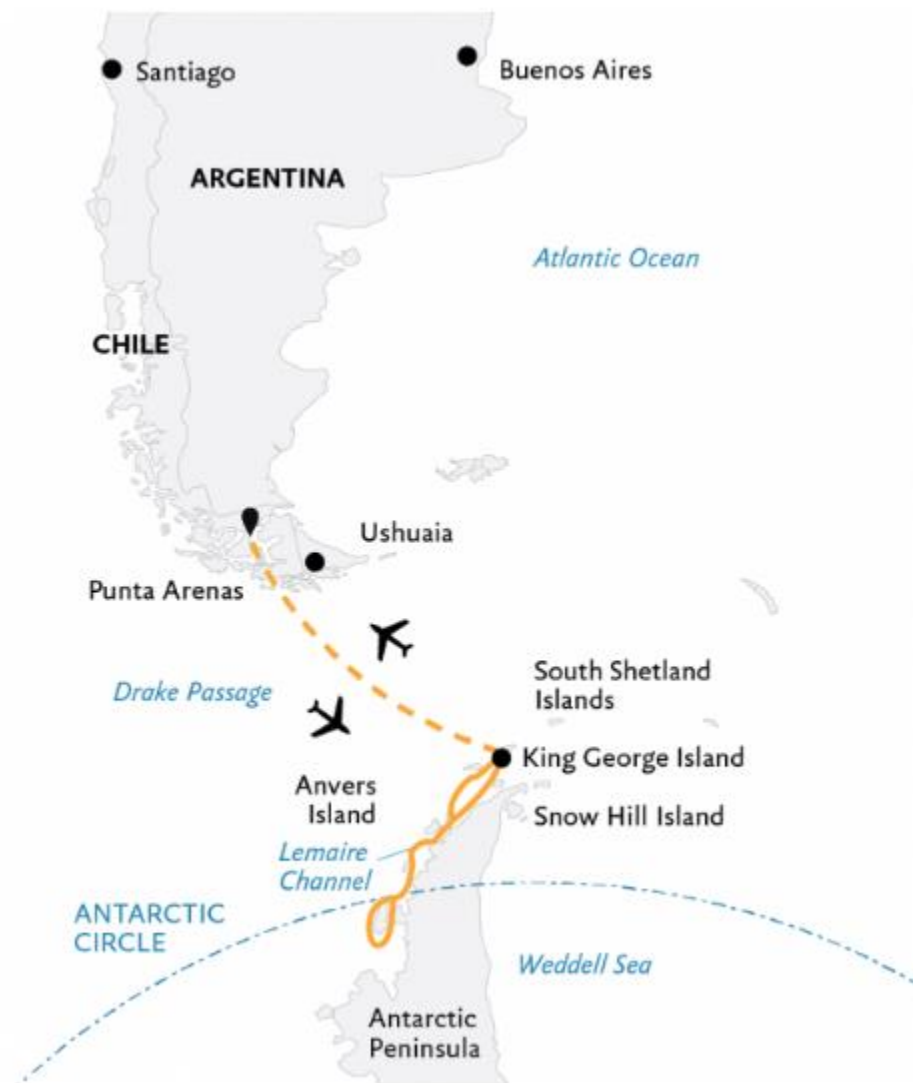 Santiago
Buenos Aires
ARGENTINA
Atlantic Ocean
CHILE
Ushuaia
Punta Arenas
South Shetland
Islands
Drake Passage
King George Island
Anvers
Island
Snow Hill Island
Lemaire
Channel
ANTARCTIC
CIRCLE
Weddell Sea
Antarctic
Peninsula